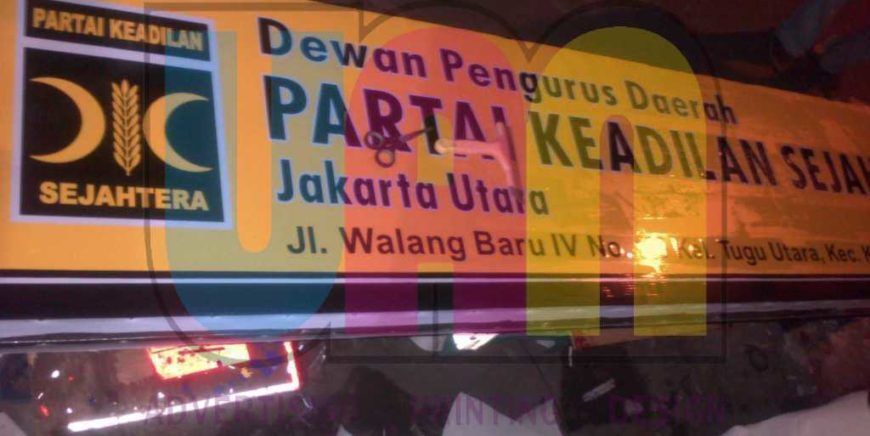 PARTAI KEADILAN
SEJAHTERA
Dewan Pengurus Daerah
PARTAI KEADILAN SEJAH
Jakarta Utara
Jl. Walang Baru IV No. Kel. Tugu Utara, Kec. K